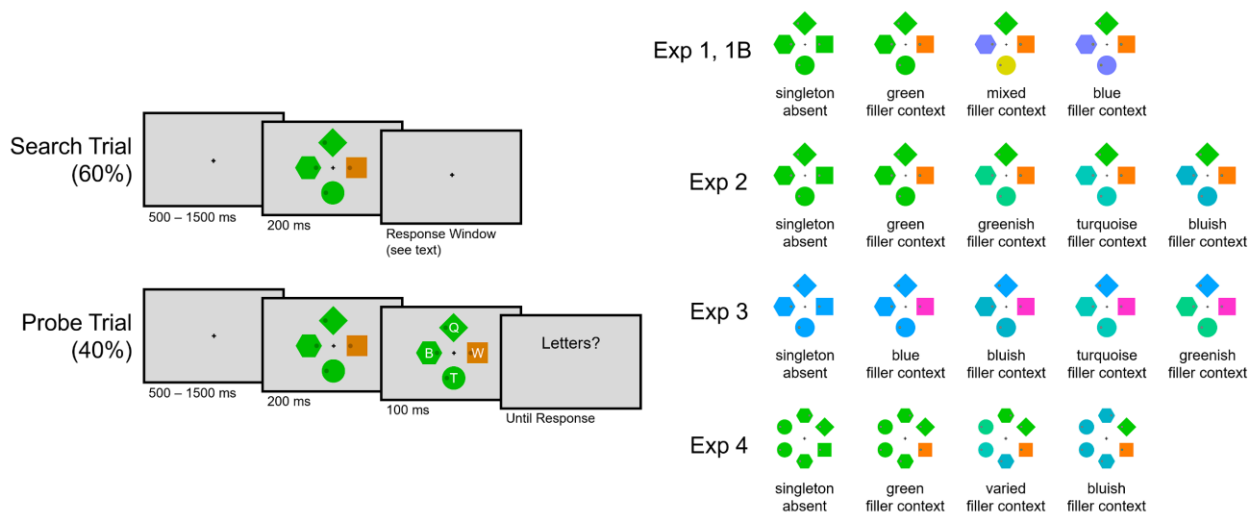 Search Trial
(60%)
500 – 1500 ms
200 ms
Response Window
(see text)
Probe Trial
(40%)
Q
B
W
T
Letters?
500 – 1500 ms
200 ms
100 ms
Until Response
Exp 1, 1B
singleton
absent
green
filler context
mixed
filler context
blue
filler context
Exp 2
singleton
absent
green
filler context
greenish
filler context
turquoise
filler context
bluish
filler context
Exp 3
singleton
absent
blue
filler context
bluish
filler context
turquoise
filler context
greenish
filler context
Exp 4
singleton
absent
green
filler context
varied
filler context
bluish
filler context